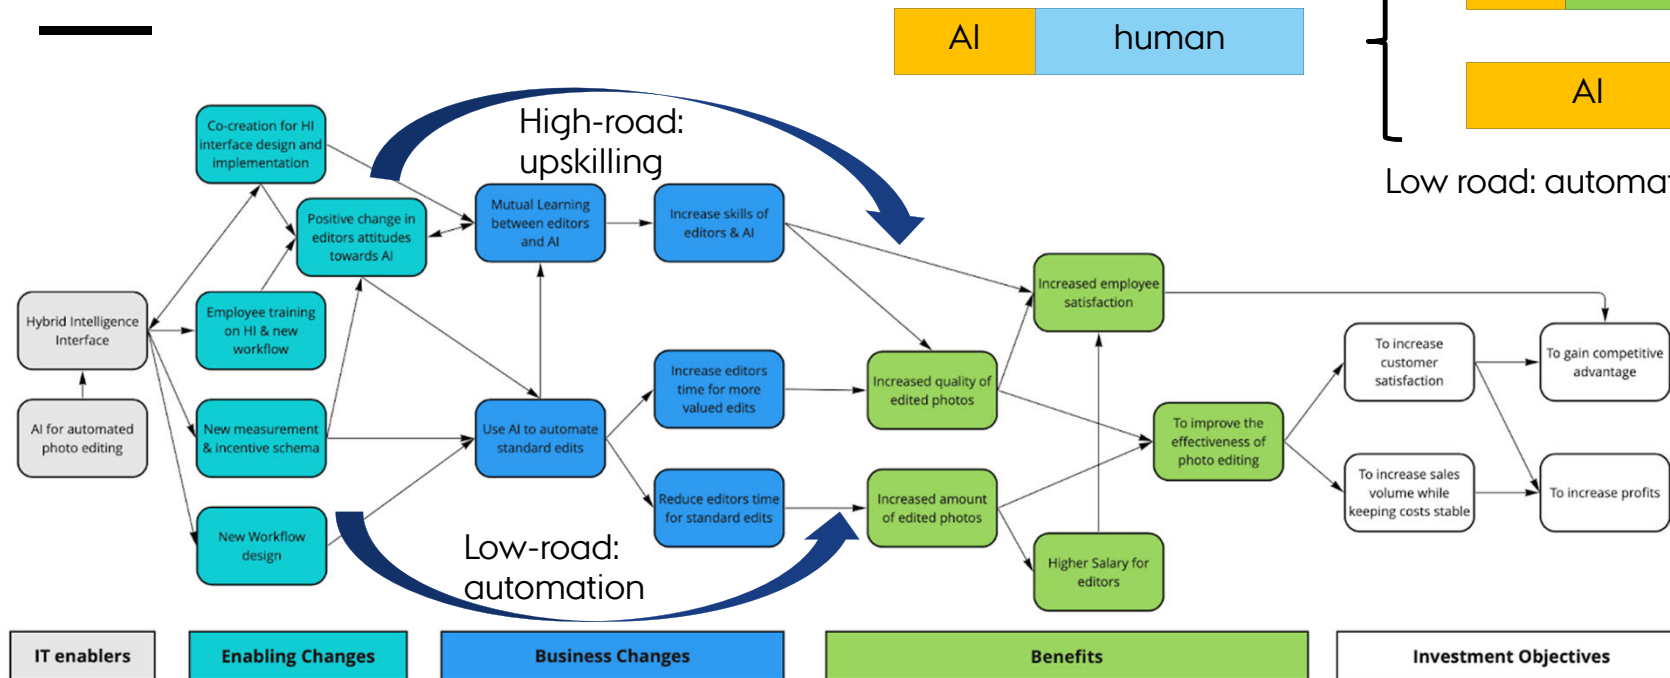 AI
human
AI
Low road: automat
High-road:
upskilling
Co-creation for HI
interface design and
implementation
Positive change in
editors attitudes
towards AI
Mutual Learning
between editors
and AI
Increase skills of
editors & AI
Increased employee
satisfaction
Hybrid Intelligence
Interface
Employee training
on HI & new
workflow
Increase editors
time for more
valued edits
Increased quality of
edited photos
To increase
customer
satisfaction
To gain competitive
advantage
AI for automated
photo editing
New measurement
& incentive schema
Use AI to automate
standard edits
To improve the
effectiveness of
photo editing
Reduce editors time
for standard edits
Increased amount
of edited photos
To increase sales
volume while
keeping costs stable
To increase profits
New Workflow
design
Low-road:
automation
Higher Salary for
editors
IT enablers
Enabling Changes
Business Changes
Benefits
Investment Objectives